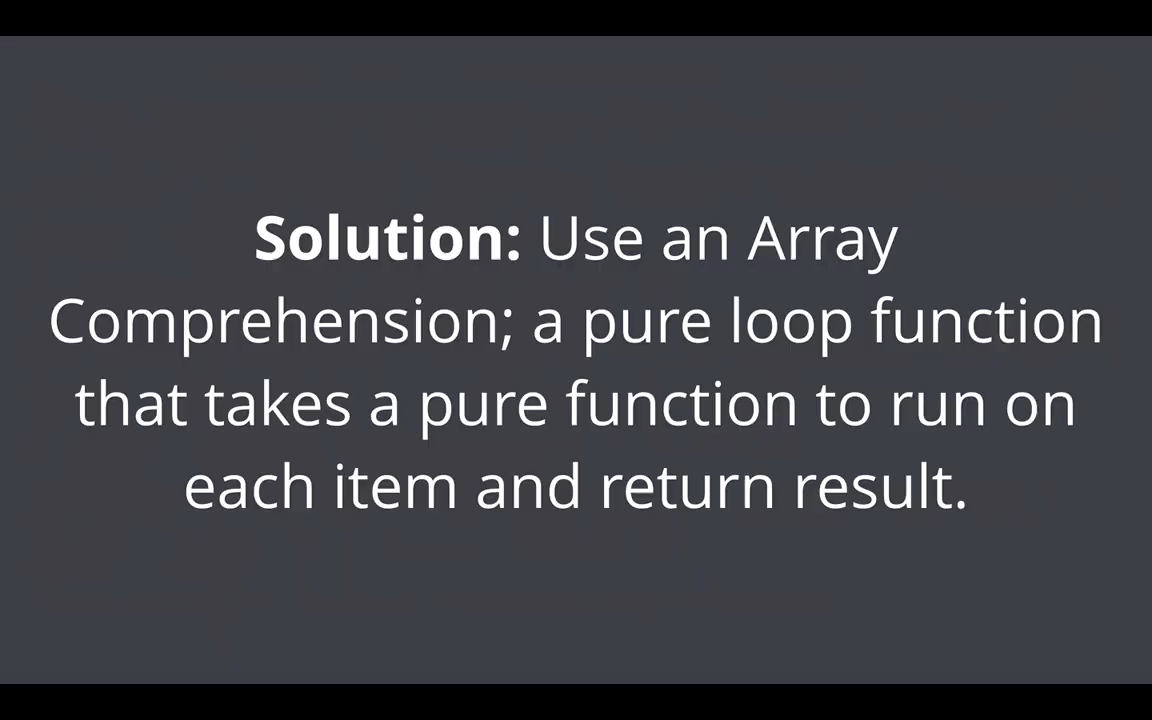 Solution: Use an Array
Comprehension; a pure loop function
that takes a pure function to run on
each item and return result.